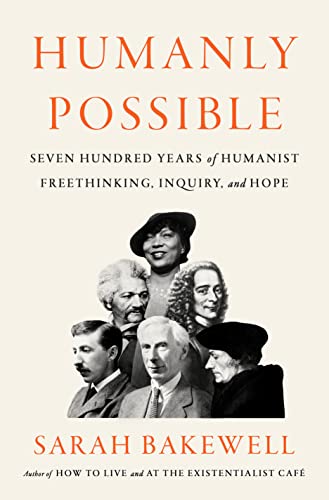 HUMANLY
POSSIBLE
SEVEN HUNDRED YEARS of HUMANIST
FREETHINKING, INQUIRY, and HOPE
SARAH BAKEWELL
Author of HOW TO LIVE and AT THE EXISTENTIALIST CAFÉ